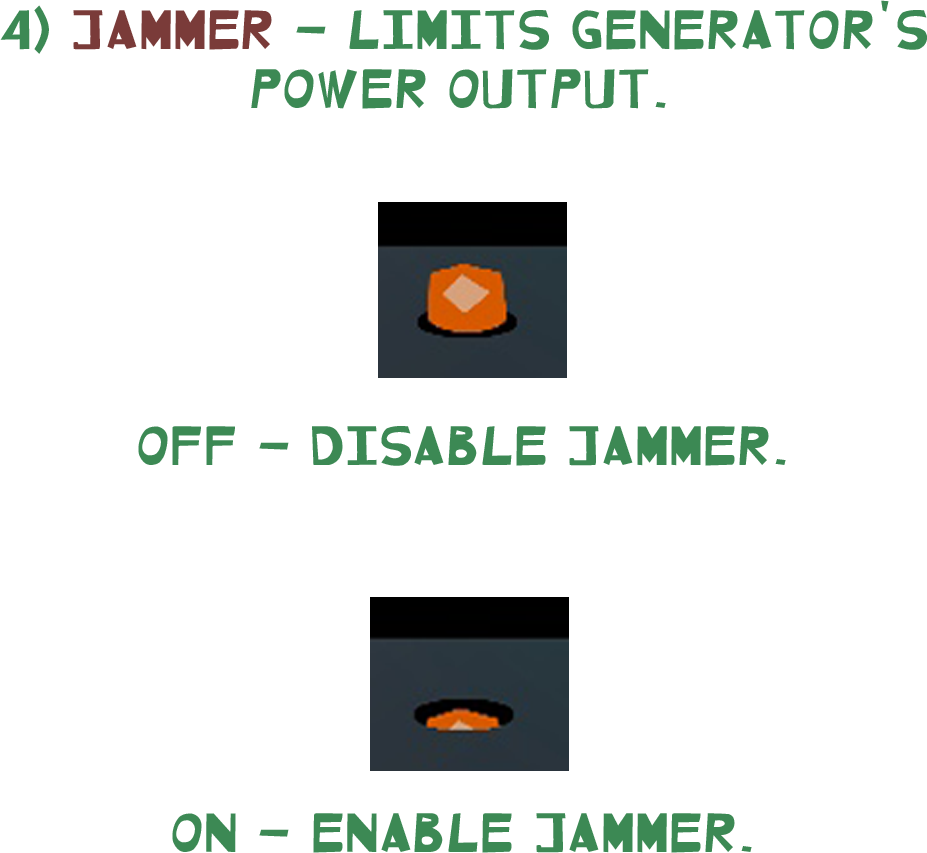 4) JAMMER – LIMITS GENERATOR'S
POWER OUTPUT.
OFF – DISABLE JAMMER.
ON – ENABLE JAMMER.